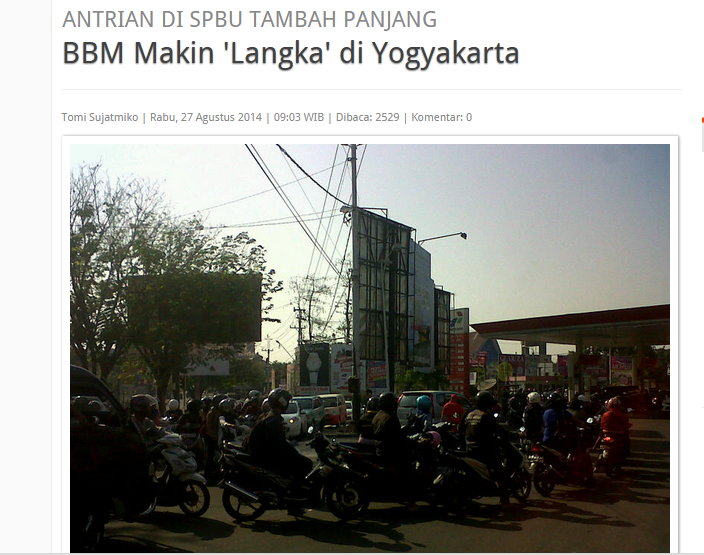 ANTRIAN DI SPBU TAMBAH PANJANG
BBM Makin 'Langka' di Yogyakarta
Tomi Sujatmiko | Rabu, 27 Agustus 2014 | 09:03 WIB | Dibaca: 2529 | Komentar: 0